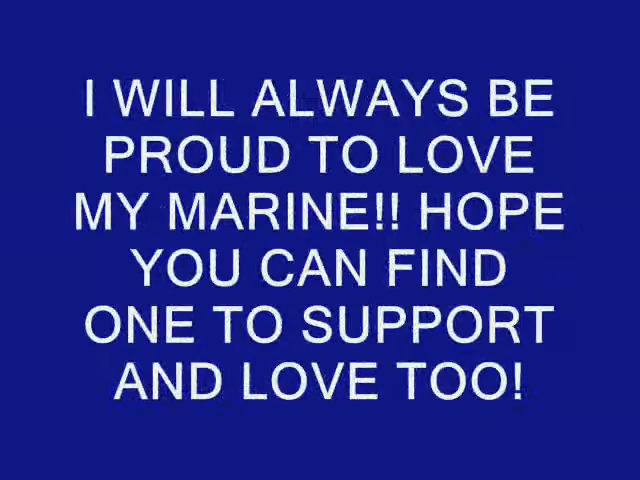 I WILL ALWAYS BE
PROUD TO LOVE
MY MARINE!! HOPE
YOU CAN FIND
ONE TO SUPPORT
AND LOVE TOO!